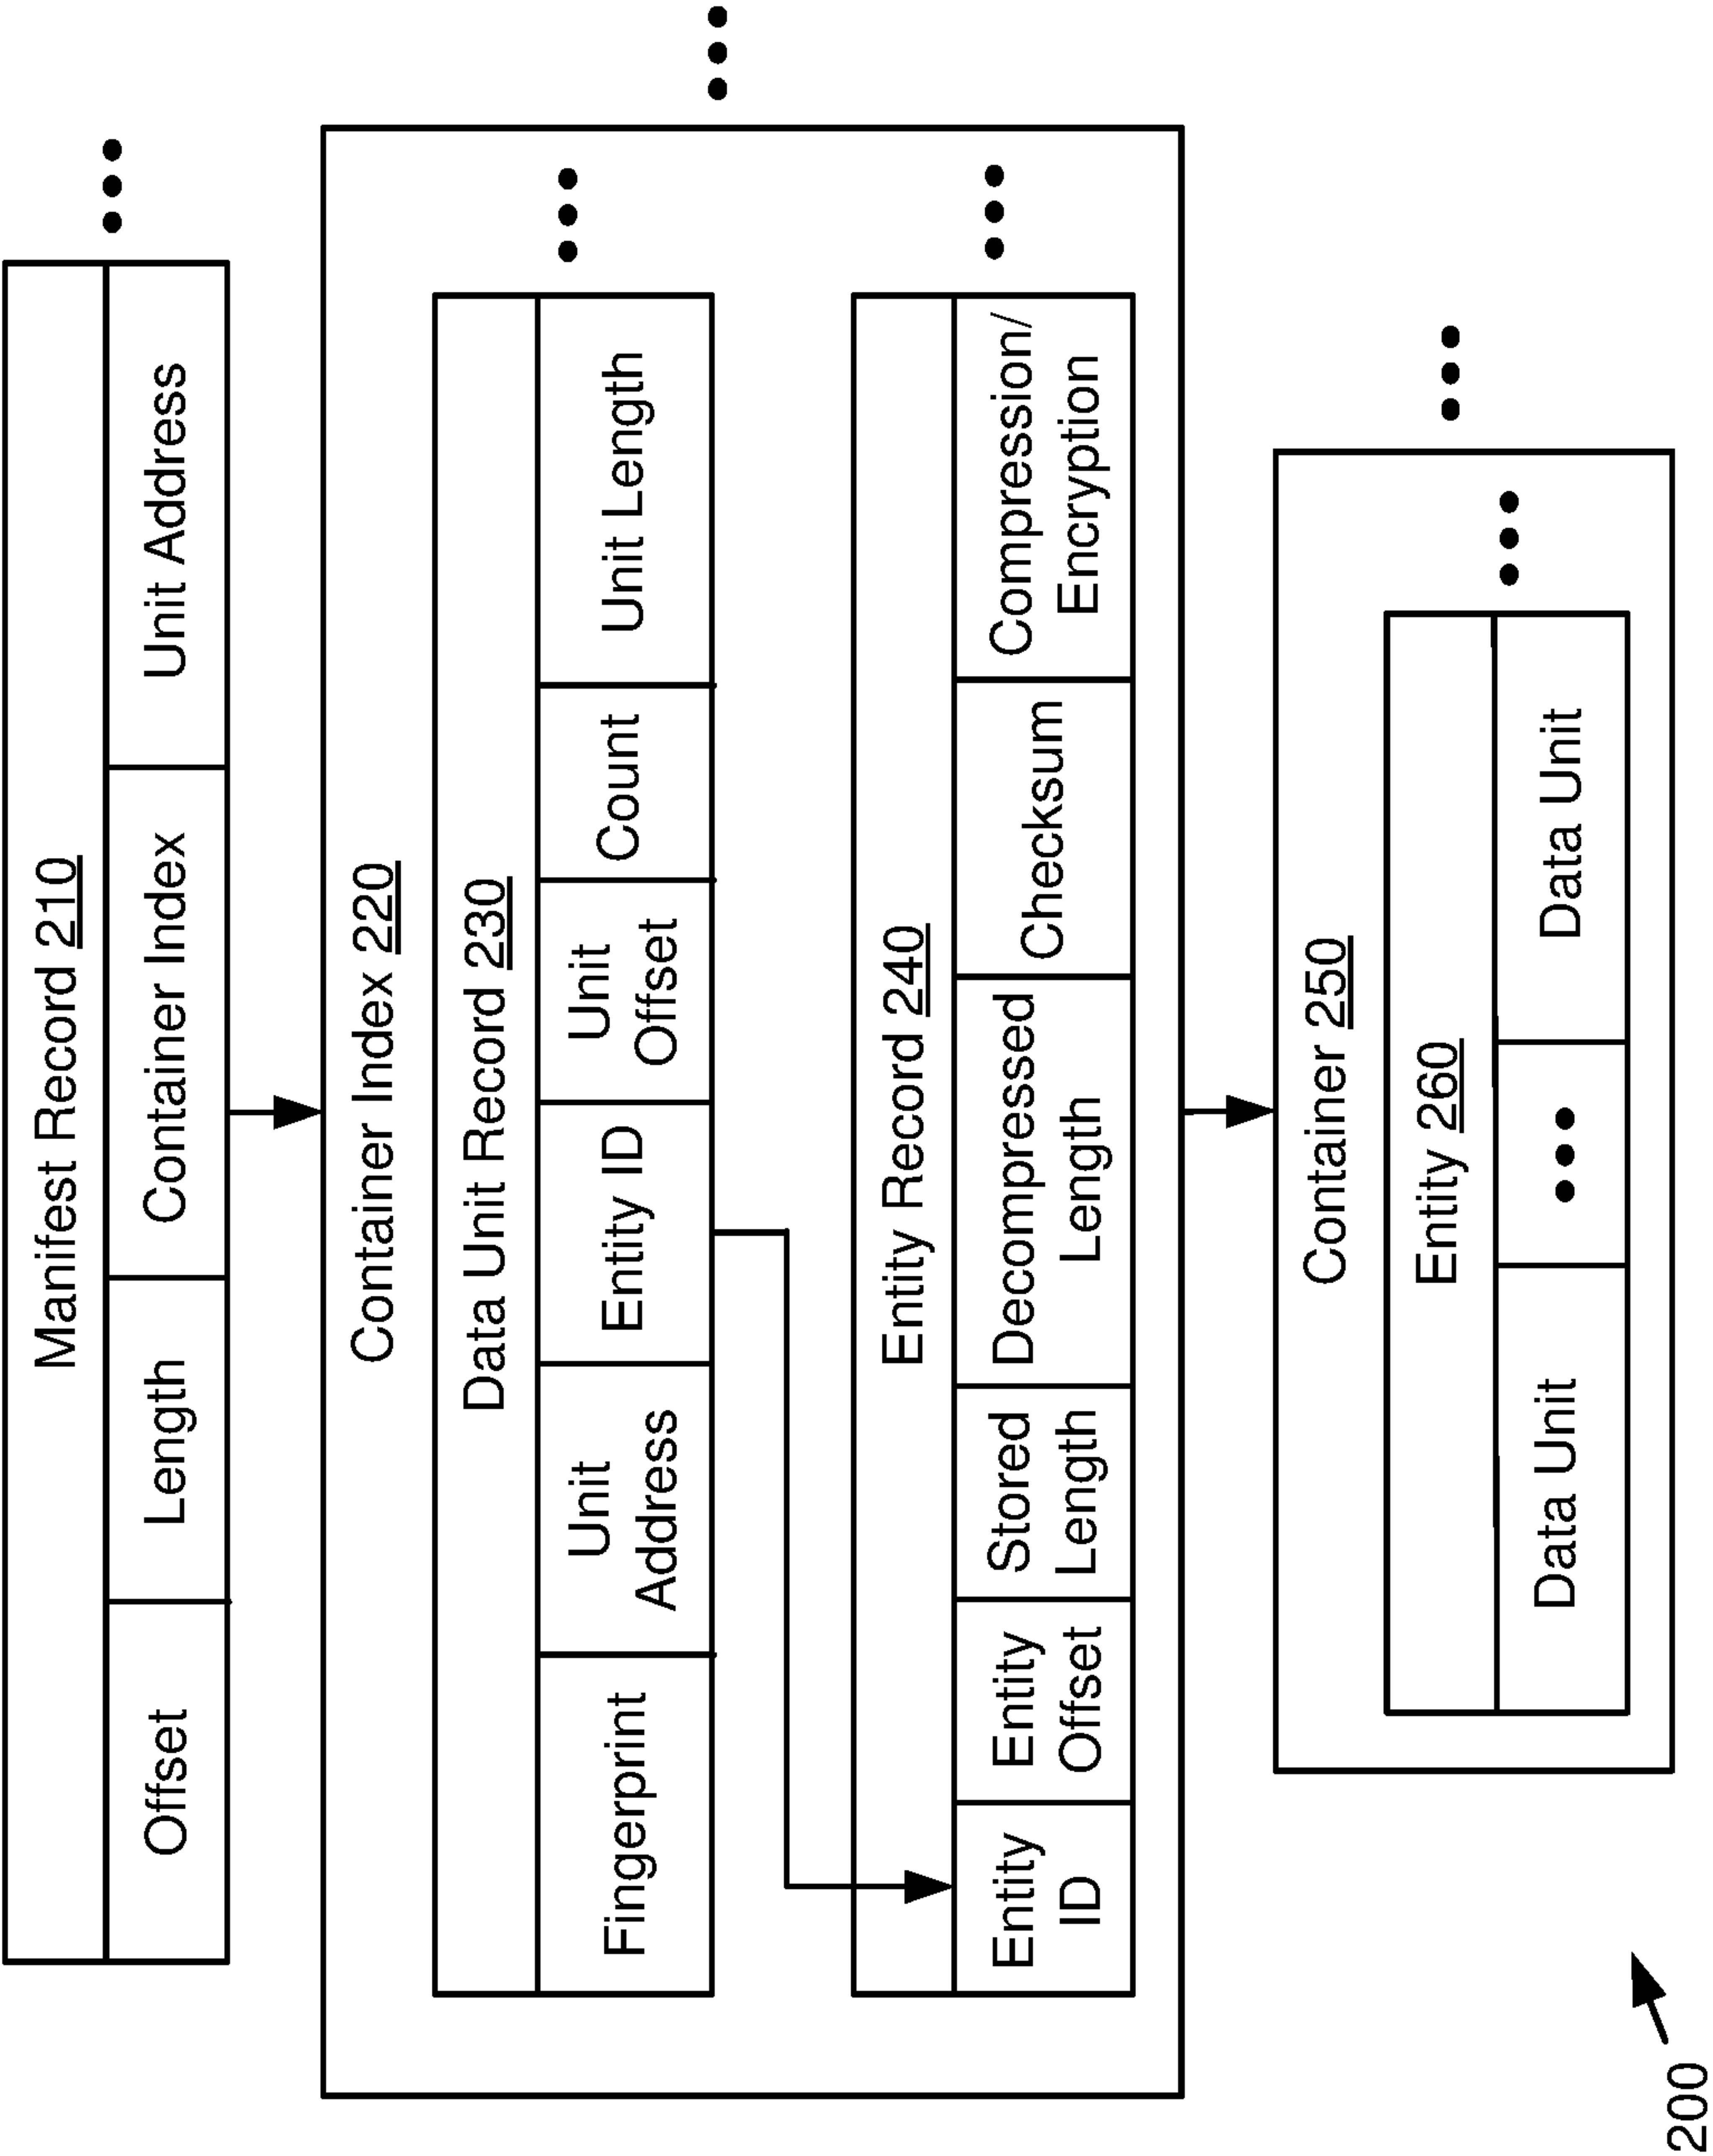 Manifest Record 210
Offset
Length
Container Index
Unit Address
Container Index 220
Data Unit Record 230
Fingerprint
Unit
Address
Entity ID
Unit
Offset
Count
Unit Length
Entity Record 240
Entity
ID
Entity
Offset
Stored
Length
Decompressed
Length
Checksum
Compression/
Encryption
Container 250
Entity 260
Data Unit
Data Unit
200